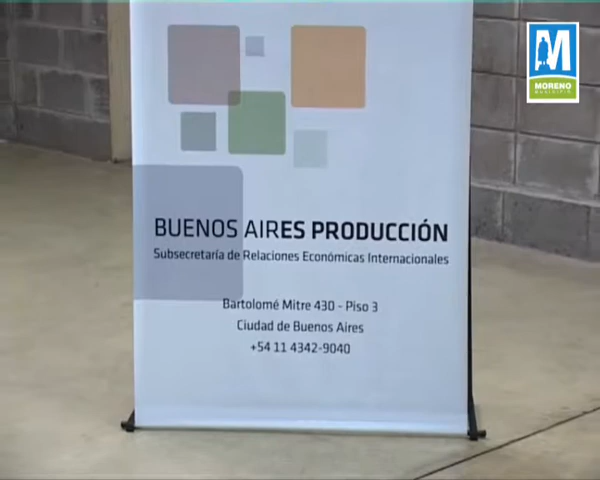 M
MORENO
MUNICIPIO
BUENOS AIRES PRODUCCIÓN
Subsecretaría de Relaciones Económicas Internacionales
Bartolomé Mitre 430 - Piso 3
Ciudad de Buenos Aires
+54 11 4342-9040